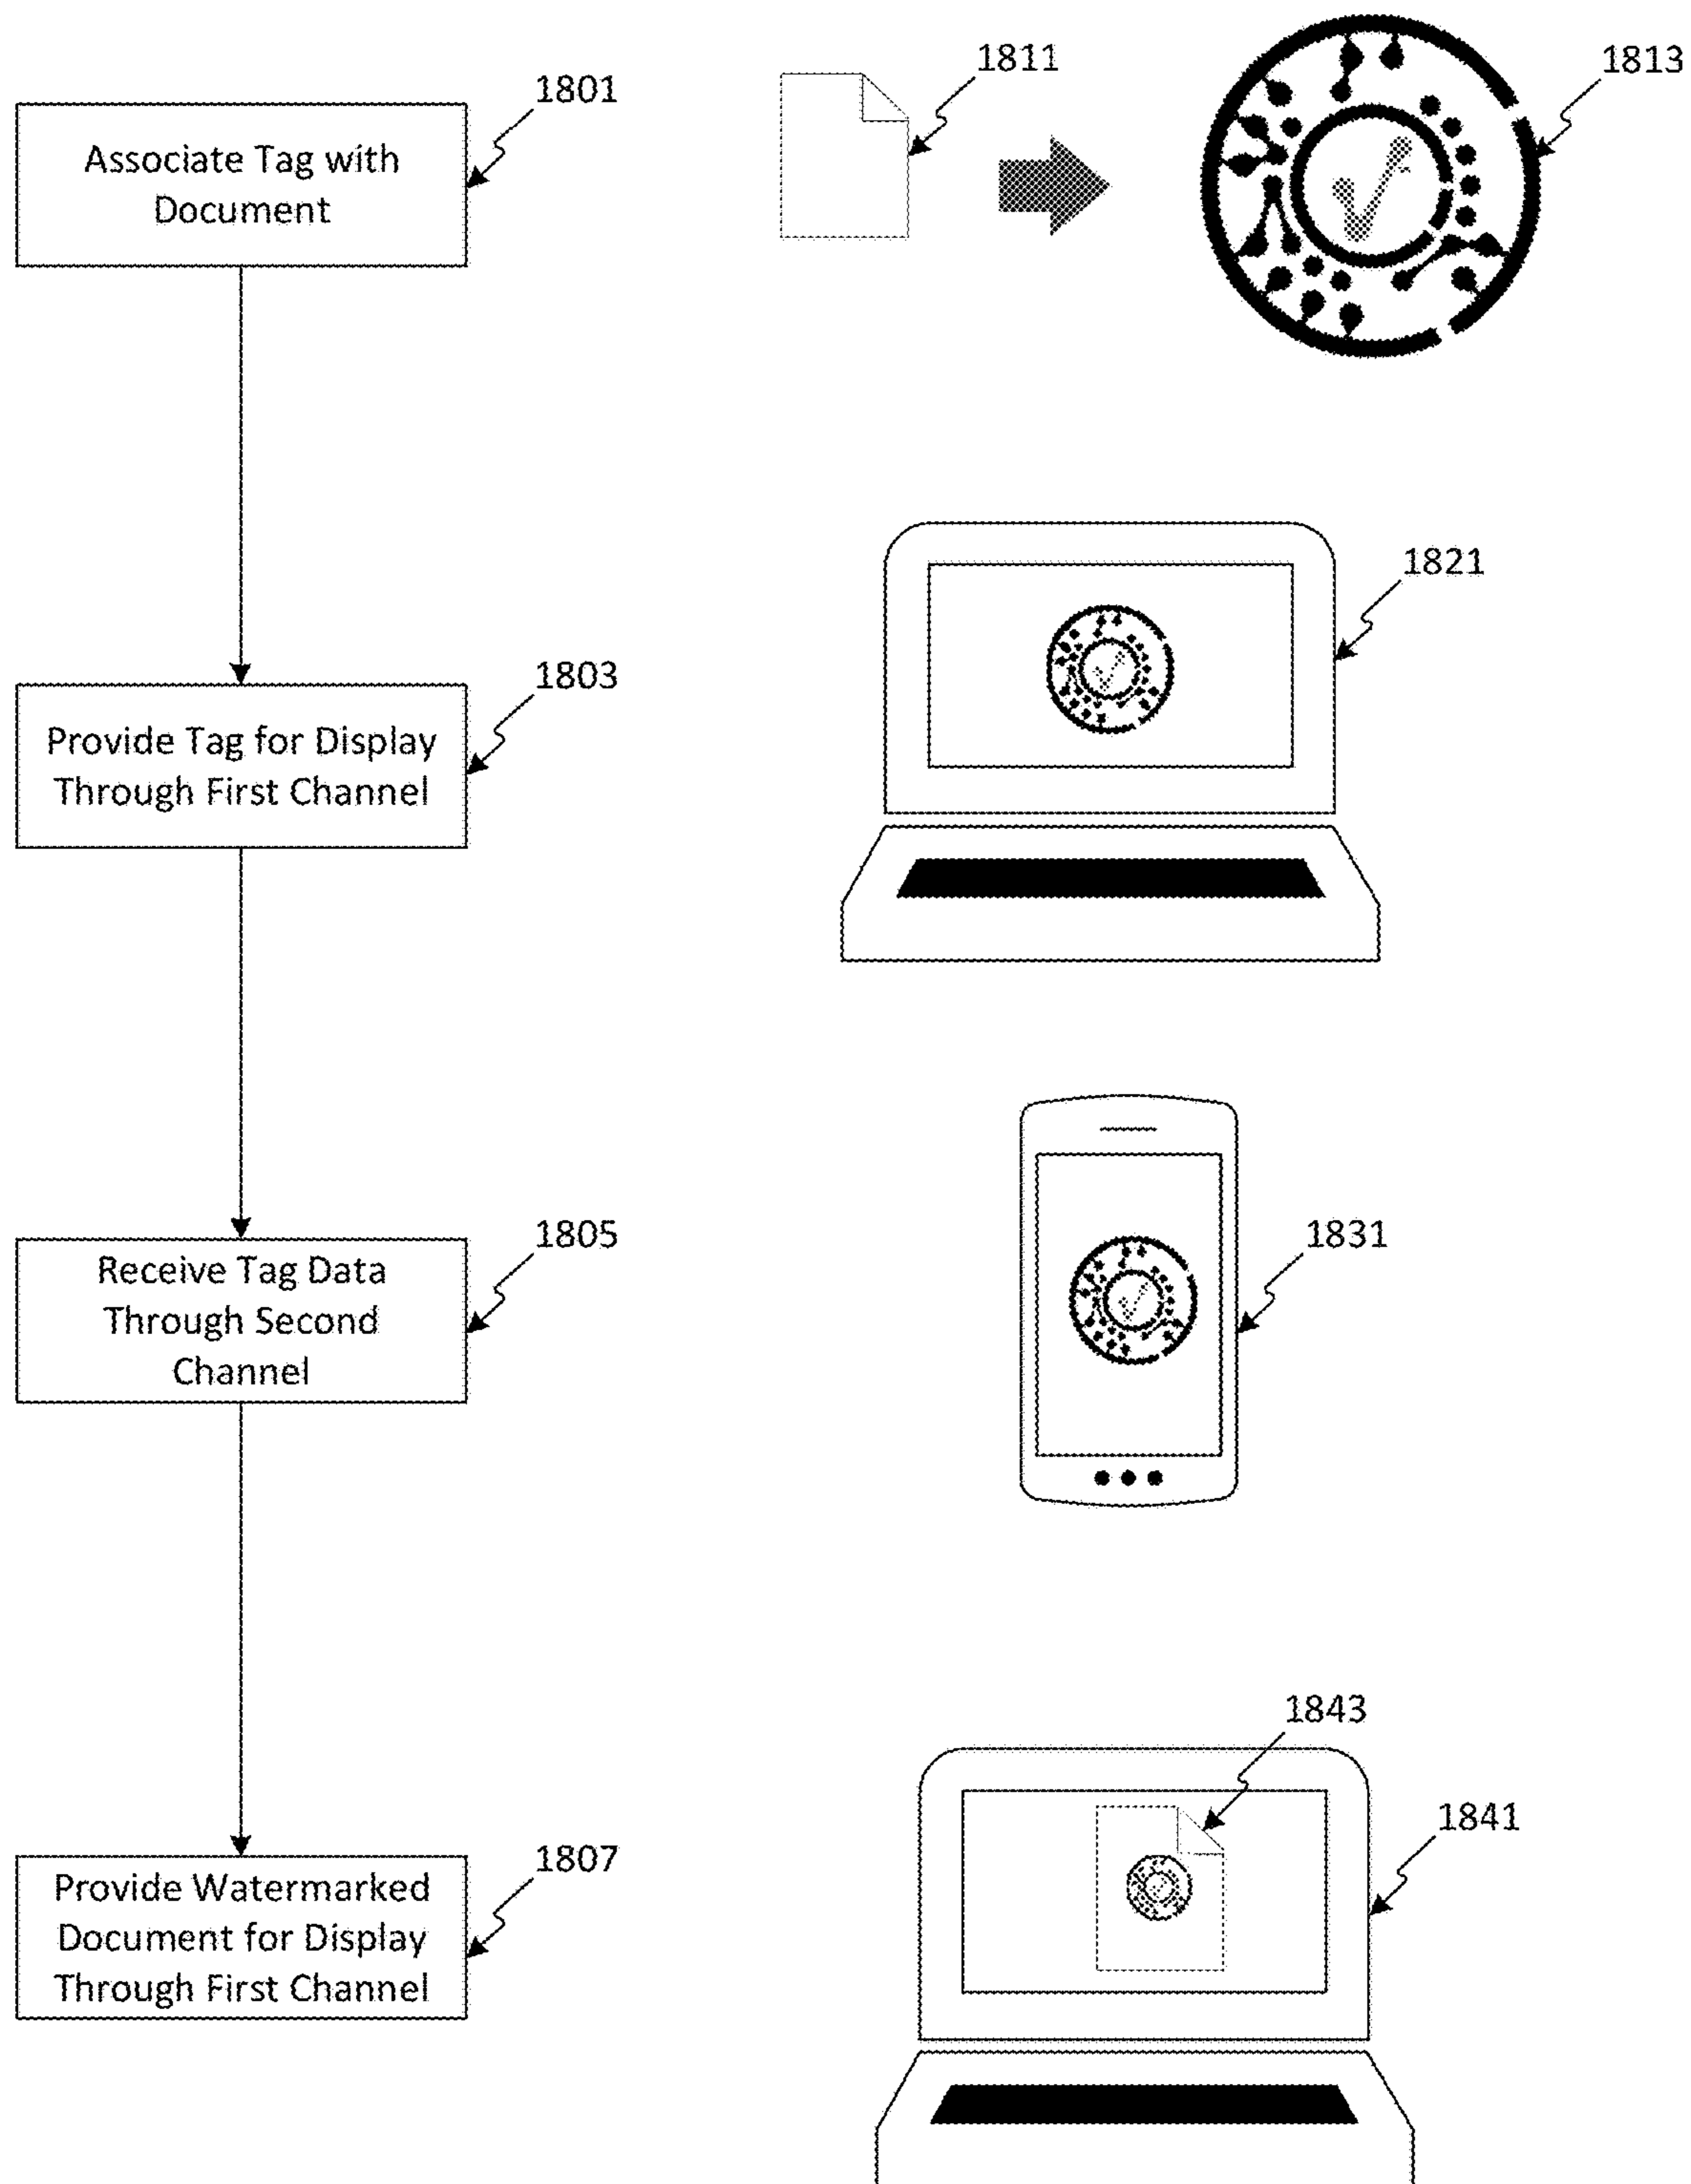 1801
Associate Tag with
Document
1811
1813
1803
Provide Tag for Display
Through First Channel
1821
1805
Receive Tag Data
Through Second
Channel
1831
1807
Provide Watermarked
Document for Display
Through First Channel
1843
1841